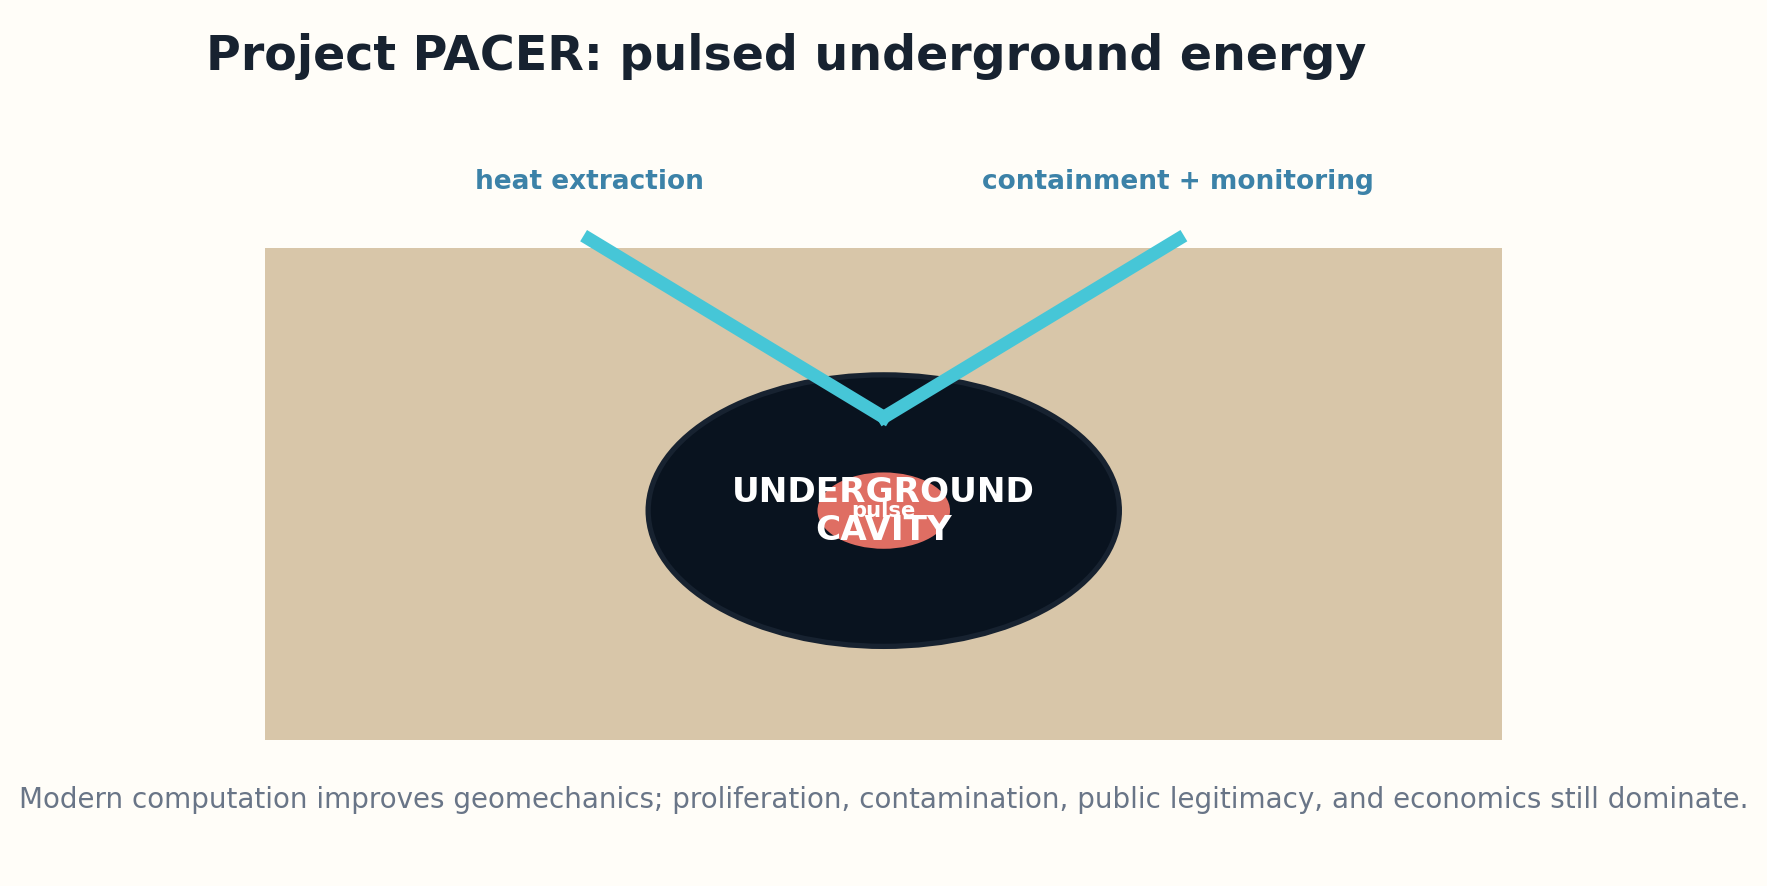 Project PACER: pulsed underground energy
heat extraction
containment + monitoring
UNDERGROUND
pulse
CAVITY
Modern computation improves geomechanics; proliferation, contamination, public legitimacy, and economics still dominate.